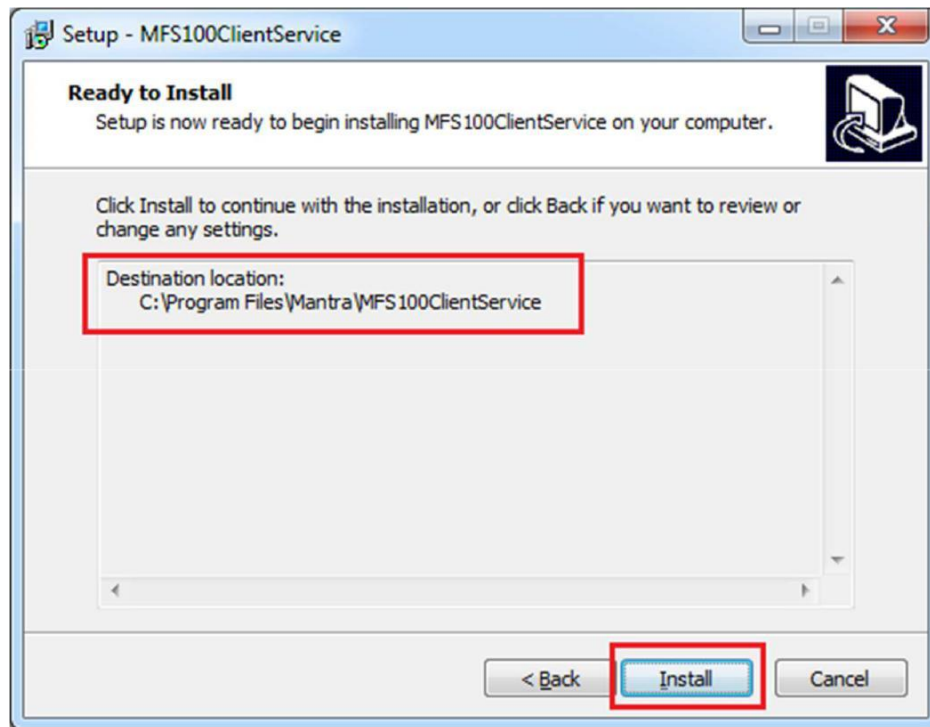 Setup - MFS100ClientService
Ready to Install
Setup is now ready to begin installing MFS100ClientService on your computer.
Click Install to continue with the installation, or click Back if you want to review or
change any settings.
Destination location:
C:\Program Files\Mantra\MFS100ClientService
< Back
Install
Cancel